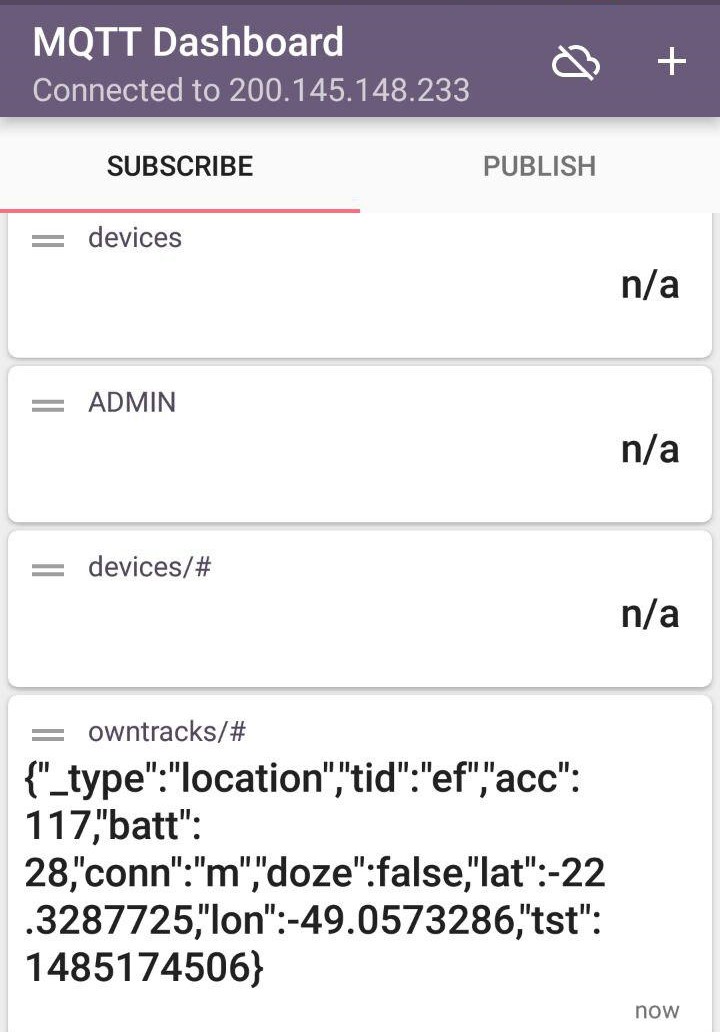 MQTT Dashboard
Connected to 200.145.148.233
SUBSCRIBE PUBLISH
devices
n/a
ADMIN
n/a
devices/#
n/a
owntracks/#
{"_type":"location","tid":"ef","acc":
117,"batt":
28,"conn":"m","doze":false,"lat":-22
.3287725,"lon":-49.0573286,"tst":
1485174506}
now